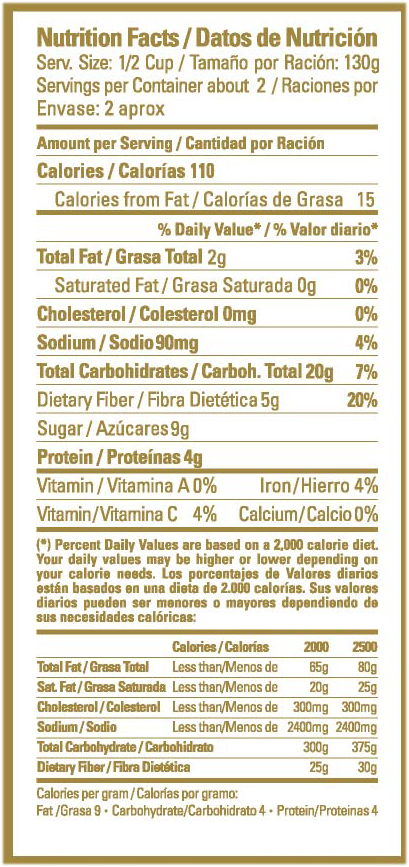 Nutrition Facts / Datos de Nutrición
Serv. Size: 1/2 Cup / Tamaño por Ración: 130g
Servings per Container about 2 / Raciones por
Envase: 2 aprox
Amount per Serving / Cantidad por Ración
Calories / Calorías 110
Calories from Fat / Calorías de Grasa 15
% Daily Value* / % Valor diario*
Total Fat / Grasa Total 2g 3%
Saturated Fat / Grasa Saturada 0g 0%
Cholesterol / Colesterol 0mg 0%
Sodium / Sodio 90mg 4%
Total Carbohidrates / Carboh. Total 20g 7%
Dietary Fiber / Fibra Dietética 5g 20%
Sugar / Azúcares 9g
Protein / Proteínas 4g
Vitamin / Vitamina A 0% Iron/Hierro 4%
Vitamin/Vitamina C 4% Calcium/Calcio 0%
(*) Percent Daily Values are based on a 2,000 calorie diet.
Your daily values may be higher or lower depending on
your calorie needs. Los porcentajes de Valores diarios
están basados en una dieta de 2.000 calorías. Sus valores
diarios pueden ser menores o mayores dependiendo de
sus necesidades calóricas:
Calories / Calorías 2000 2500
Total Fat / Grasa Total Less than/Menos de 65g 80g
Sat. Fat / Grasa Saturada Less than/Menos de 20g 25g
Cholesterol / Colesterol Less than/Menos de 300mg 300mg
Sodium / Sodio Less than/Menos de 2400mg 2400mg
Total Carbohydrate / Carbohidrato 300g 375g
Dietary Fiber / Fibra Dietética 25g 30g
Calories per gram / Calorías por gramo:
Fat /Grasa 9 • Carbohydrate/Carbohidrato 4 • Protein/Proteinas 4